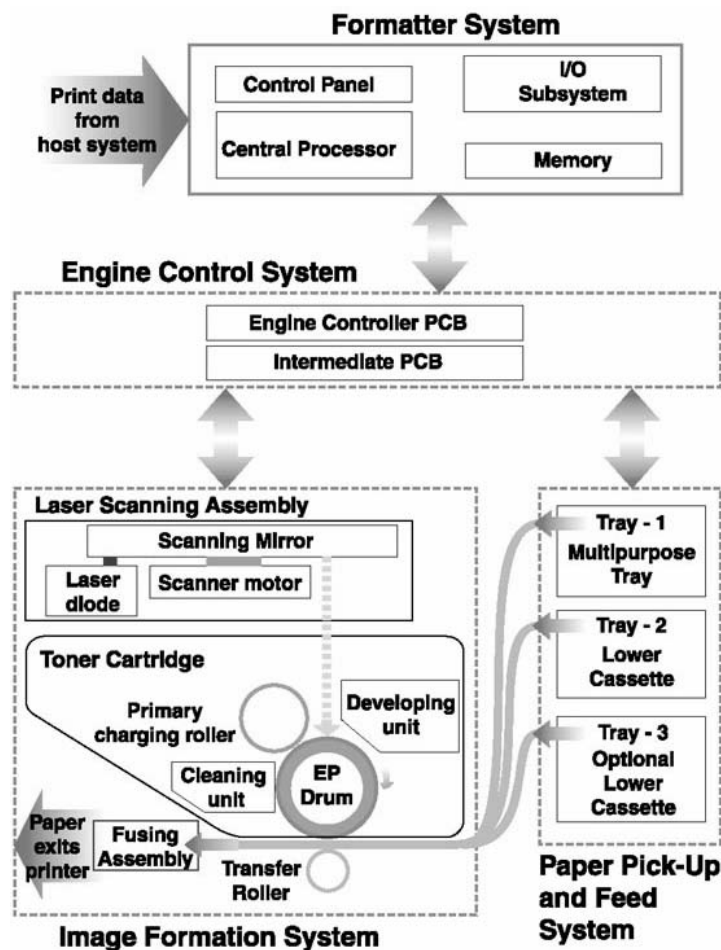 Formatter System
Print data
from
host system
Control Panel
Central Processor
I/O
Subsystem
Memory
Engine Control System
Engine Controller PCB
Intermediate PCB
Laser Scanning Assembly
Scanning Mirror
Laser
diode
Scanner motor
Toner Cartridge
Primary
charging roller
Developing
unit
Cleaning
unit
EP
Drum
Paper
exits
printer
Fusing
Assembly
Transfer
Roller
Image Formation System
Tray - 1
Multipurpose
Tray
Tray - 2
Lower
Cassette
Tray - 3
Optional
Lower
Cassette
Paper Pick-Up
and Feed
System